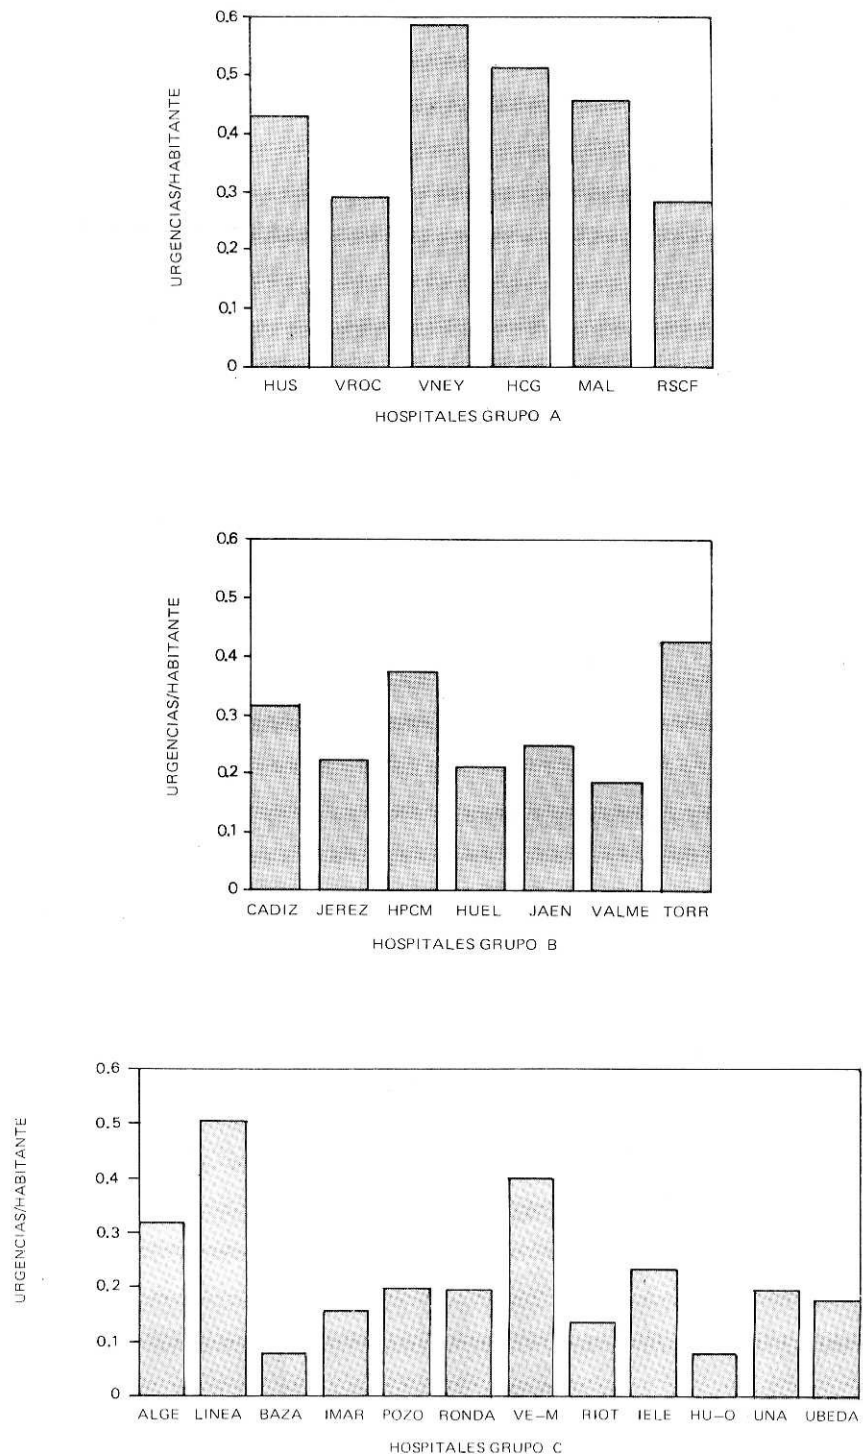 0.6
0.5
0.4
0.3
0.2
0.1
0
URGENCIAS/HABITANTE
HUS VROC VNEY HCG MAL RSCF
HOSPITALES GRUPO A
0.6
0.5
0.4
0.3
0.2
0.1
0
URGENCIAS/HABITANTE
CADIZ JEREZ HPCM HUEL JAEN VALME TORR
HOSPITALES GRUPO B
0.6
0.5
0.4
0.3
0.2
0.1
0
URGENCIAS/HABITANTE
ALGE LINEA BAZA IMAR POZO RONDA VE-M RIOT IELE HU-O UNA UBEDA
HOSPITALES GRUPO C